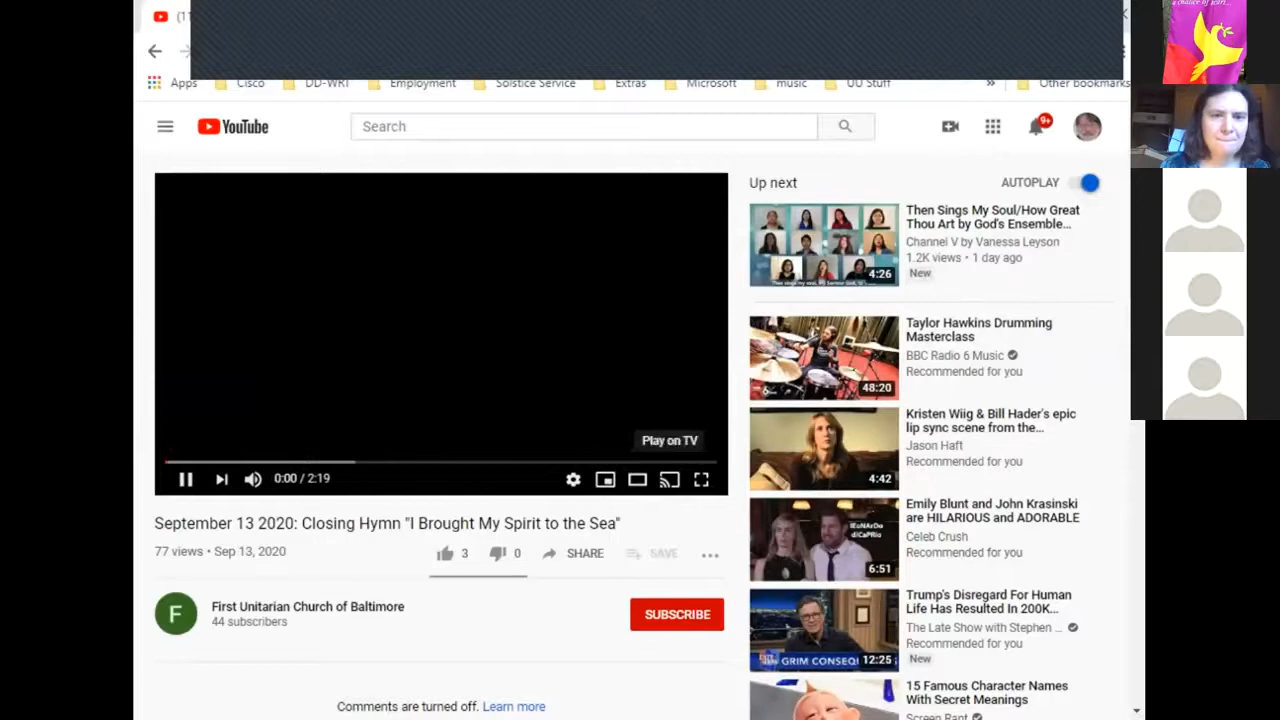 a chalice of tears...
(1
Apps Cisco DD-WRT Employment Solstice Service Extras Microsoft music UU Stuff » Other bookmarks
YouTube
Search
9+
Up next
AUTOPLAY
Then Sings My Soul/How Great
Thou Art by God's Ensemble...
Channel V by Vanessa Leyson
1.2K views • 1 day ago
New
4:26
Taylor Hawkins Drumming
Masterclass
BBC Radio 6 Music
Recommended for you
48:20
Kristen Wiig & Bill Hader's epic
lip sync scene from the...
Jason Haft
Recommended for you
4:42
Emily Blunt and John Krasinski
are HILARIOUS and ADORABLE
Celeb Crush
Recommended for you
lEoNArDo
diCaPRio
6:51
Trump's Disregard For Human
Life Has Resulted In 200K...
The Late Show with Stephen ...
Recommended for you
New
GRIM CONSEQ
12:25
15 Famous Character Names
With Secret Meanings
Screen Rant
Play on TV
0:00 / 2:19
September 13 2020: Closing Hymn "I Brought My Spirit to the Sea"
77 views • Sep 13, 2020
3 0 SHARE SAVE
F
First Unitarian Church of Baltimore
44 subscribers
SUBSCRIBE
Comments are turned off. Learn more